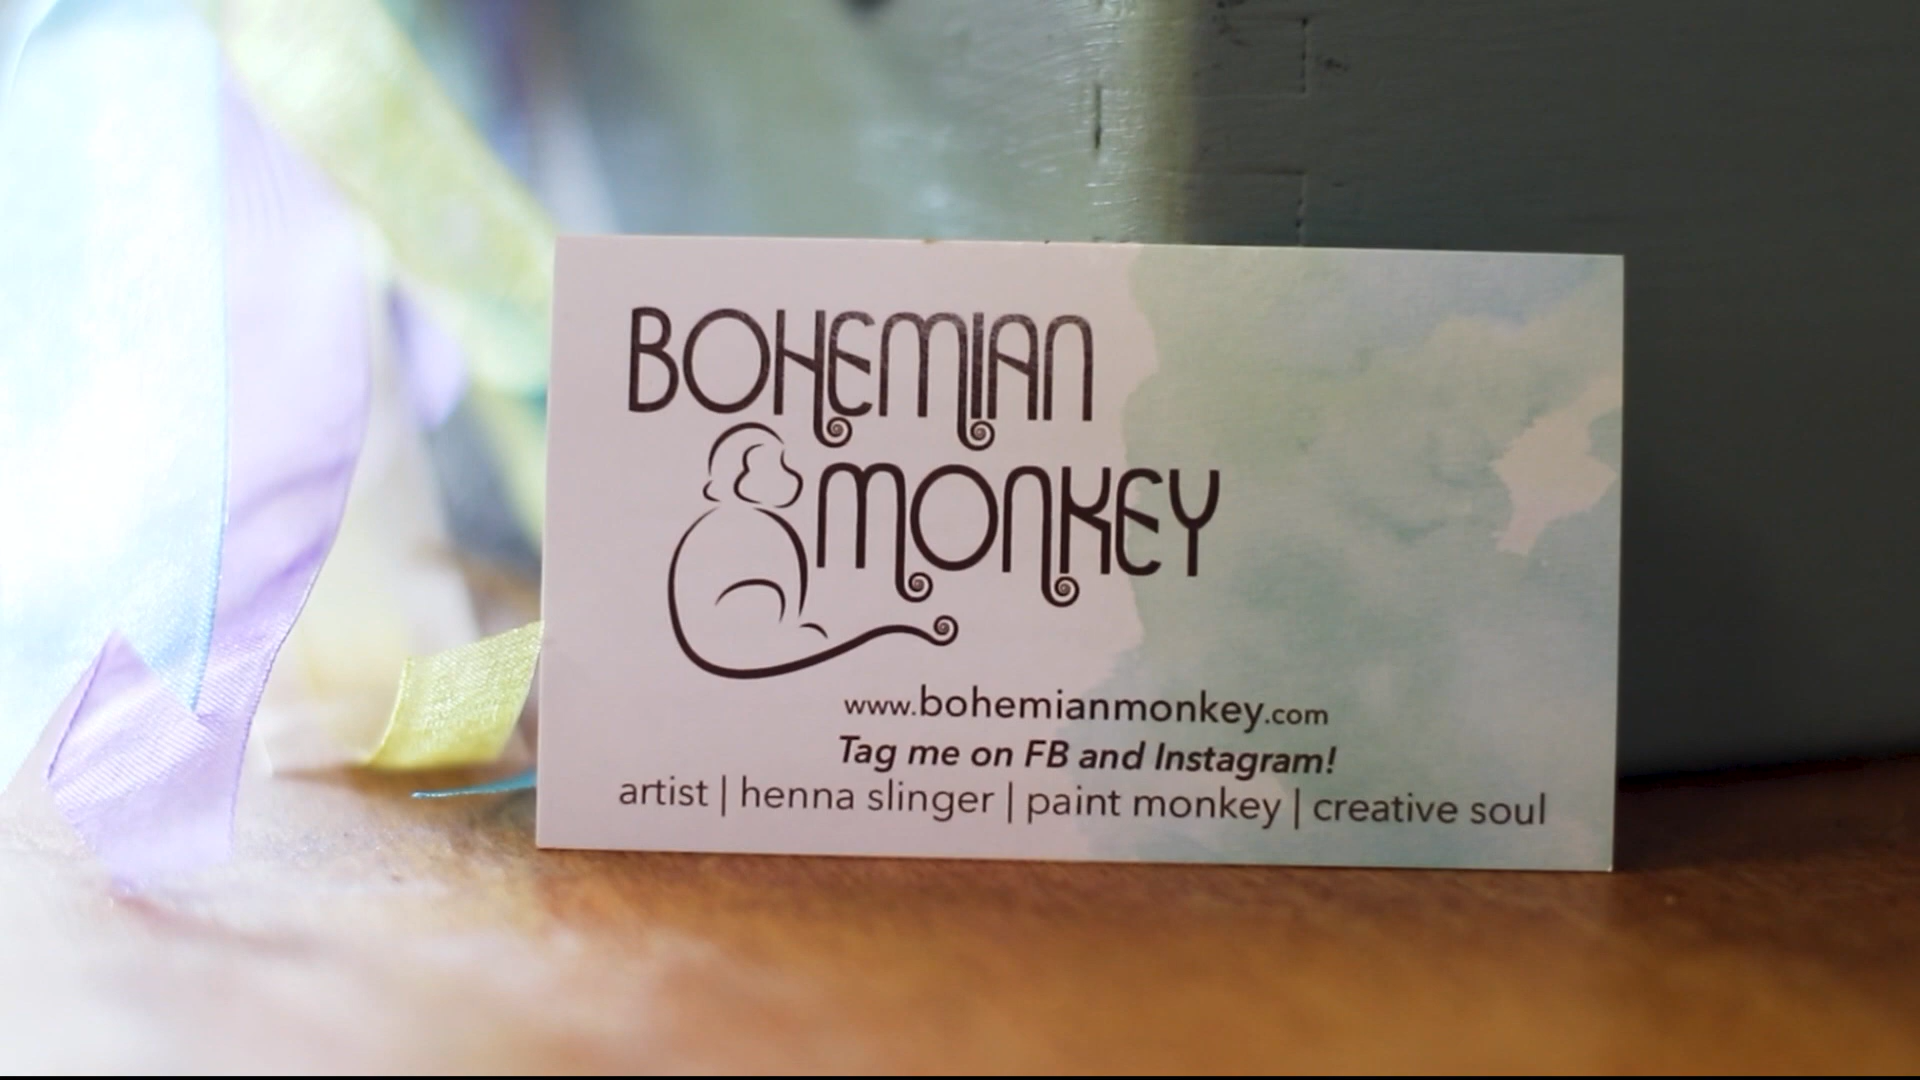 BOHEMIAN
MONKEY
www.bohemianmonkey.com
Tag me on FB and Instagram!
artist | henna slinger | paint monkey | creative soul